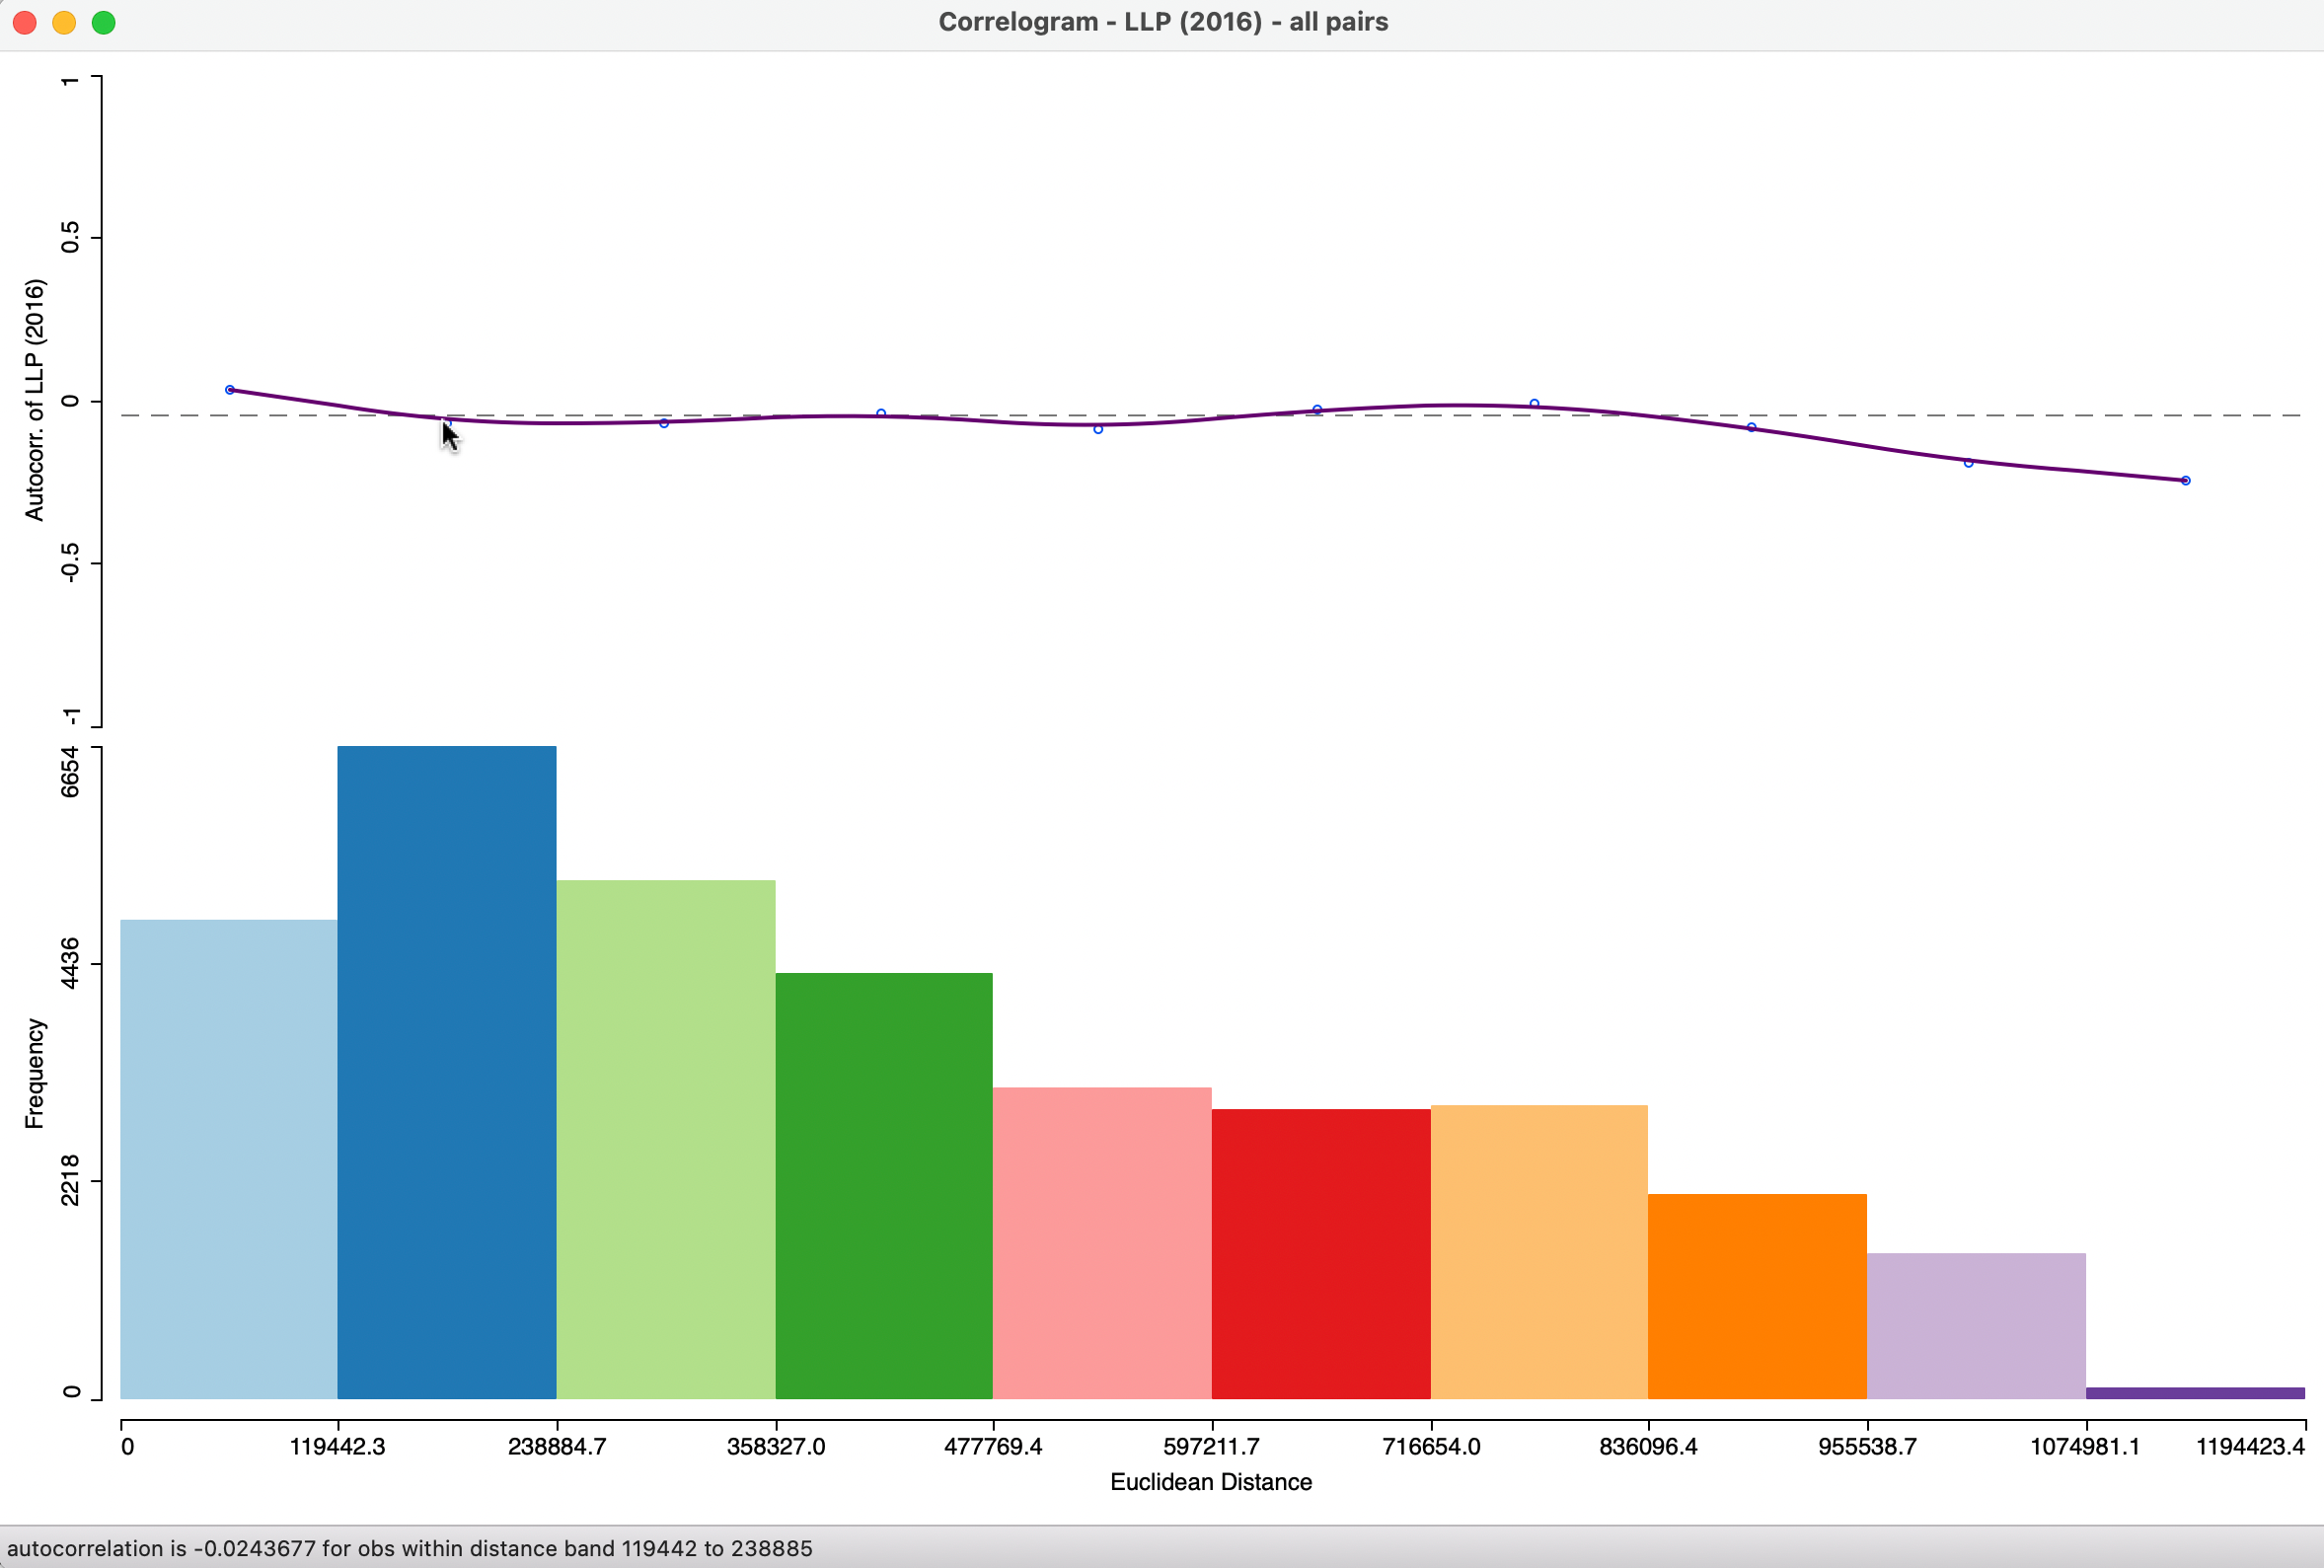 Correlogram - LLP (2016) - all pairs
1
0.5
0
-0.5
-1
Autocorr. of LLP (2016)
6654
4436
2218
0
Frequency
0 119442.3 238884.7 358327.0 477769.4 597211.7 716654.0 836096.4 955538.7 1074981.1 1194423.4
Euclidean Distance
autocorrelation is -0.0243677 for obs within distance band 119442 to 238885